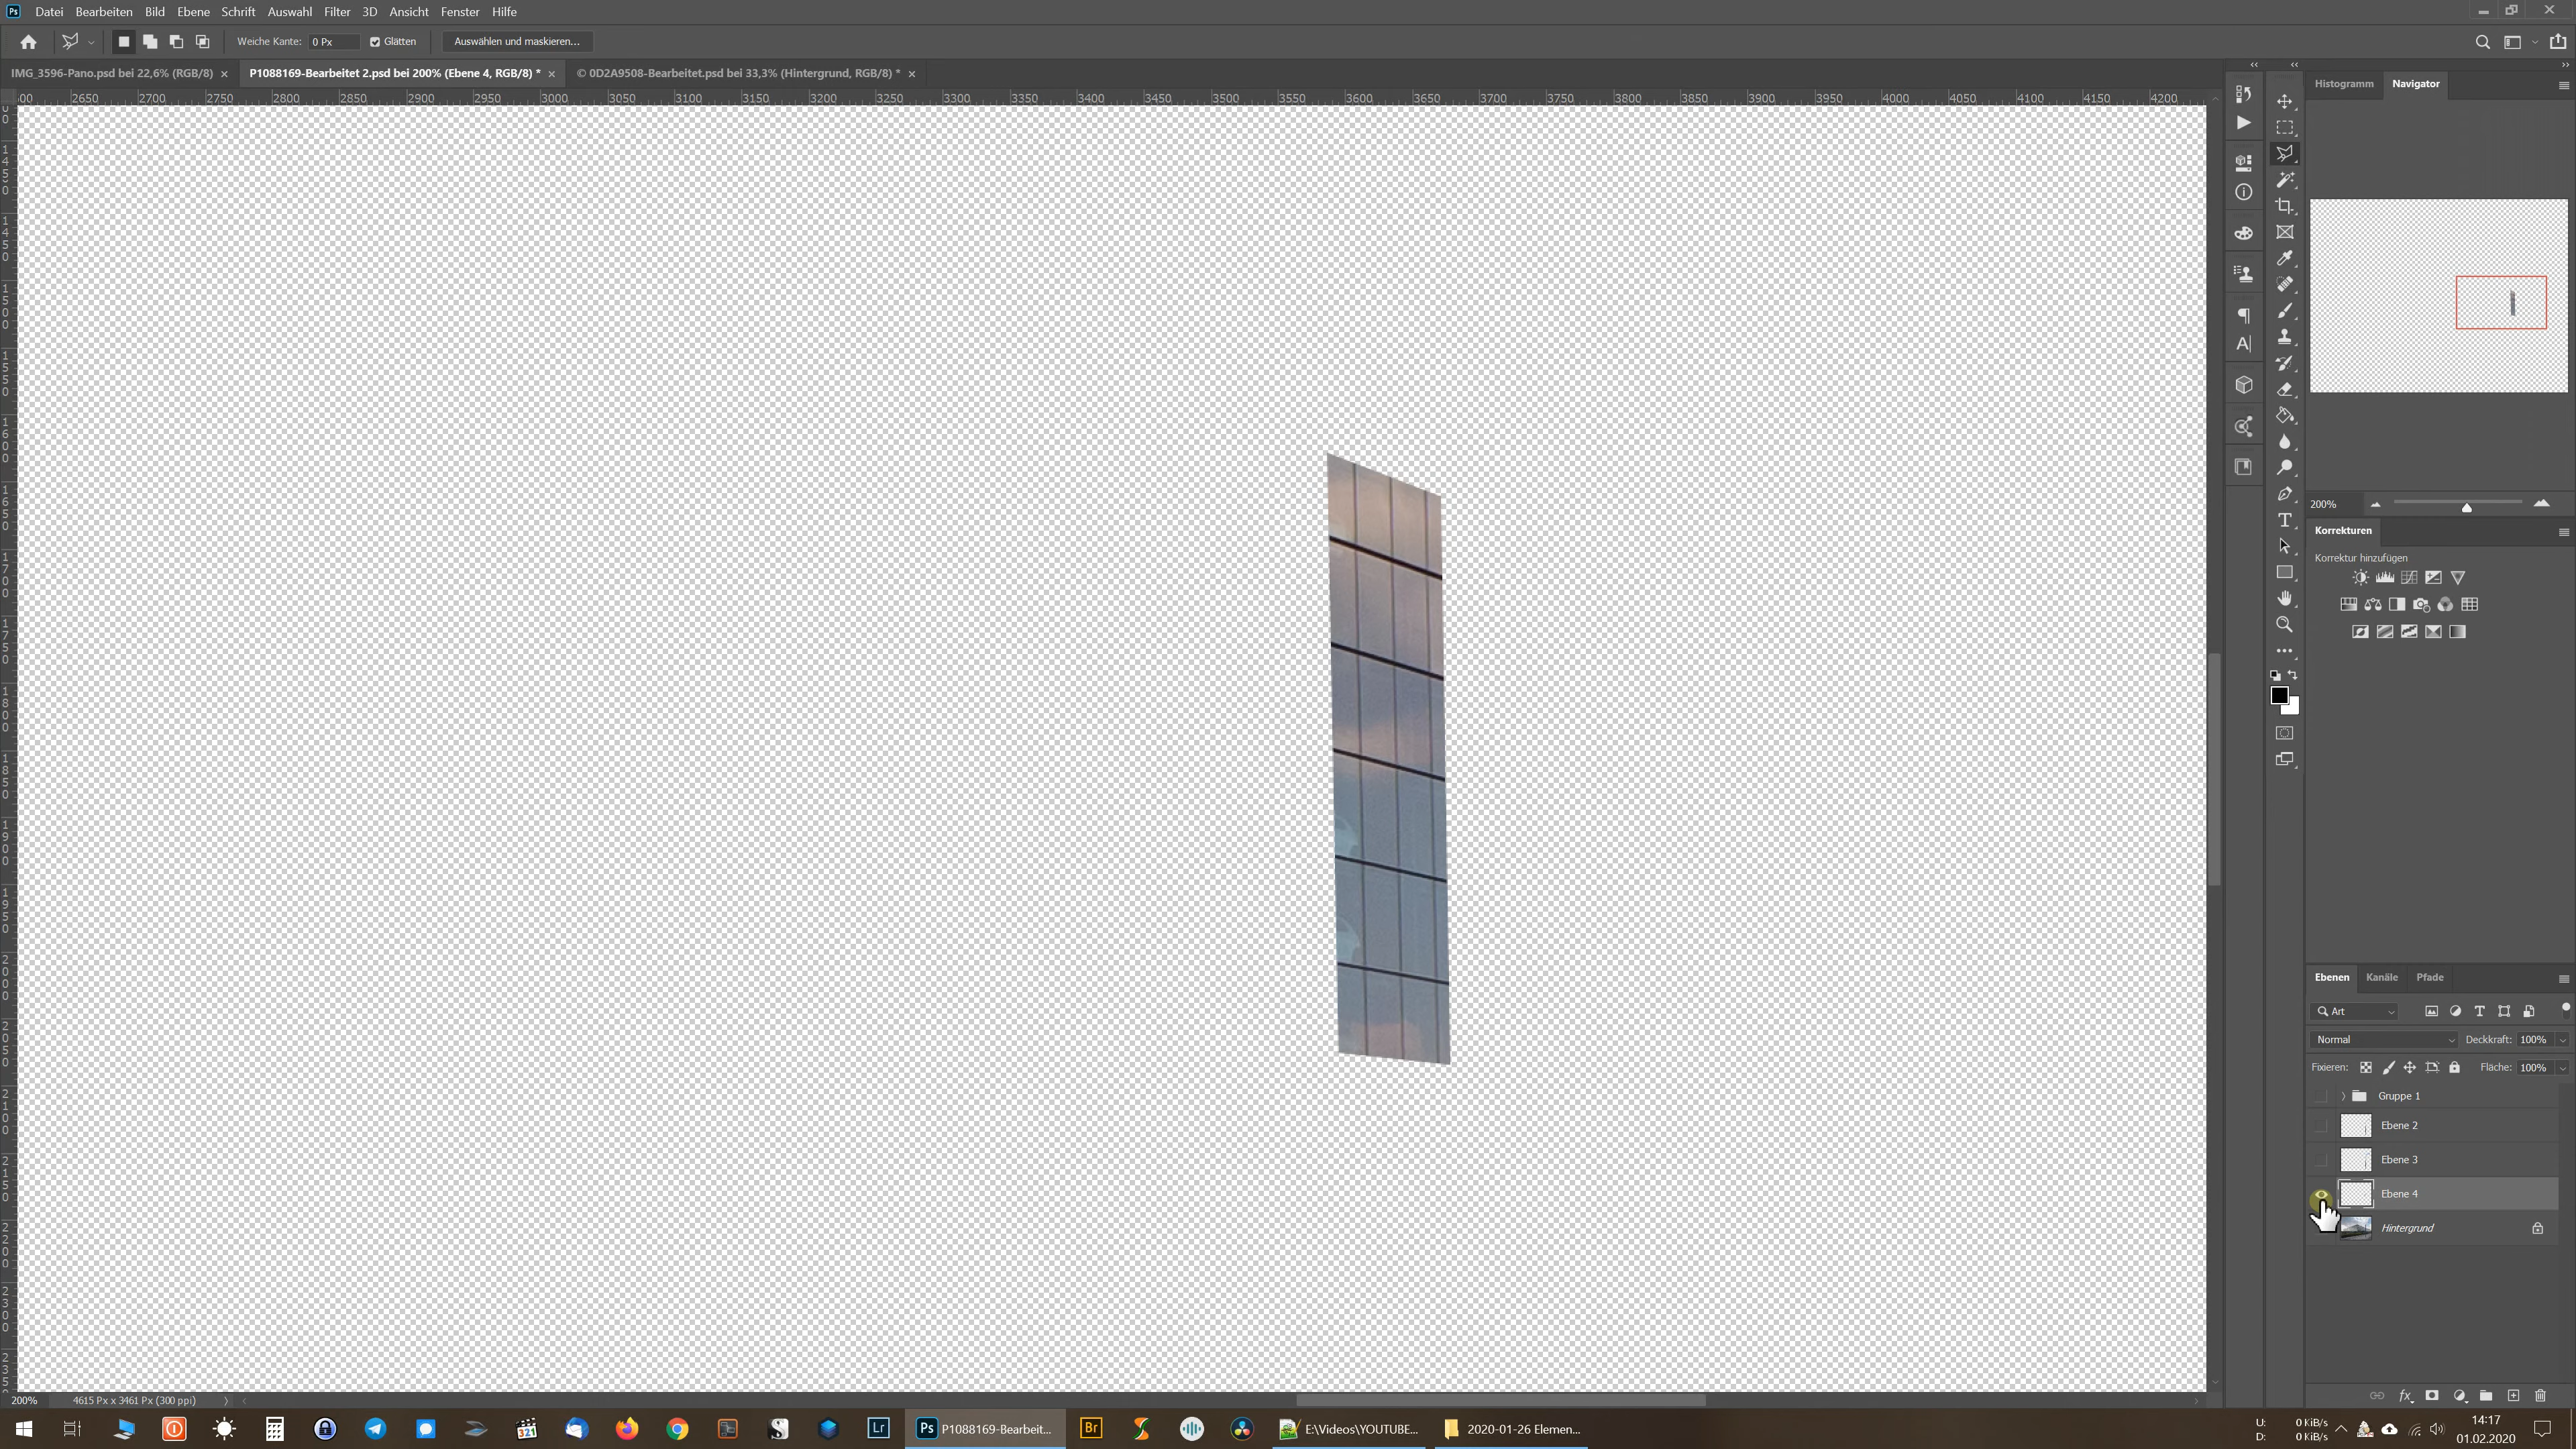 Datei Bearbeiten Bild Ebene Schrift Auswahl Filter 3D Ansicht Fenster Hilfe
Weiche Kante: 0 Px Glätten Auswählen und maskieren...
IMG_3596-Pano.psd bei 22,6% (RGB/8) × P1088169-Bearbeitet 2.psd bei 200% (Ebene 4, RGB/8) * × © 0D2A9508-Bearbeitet.psd bei 33,3% (Hintergrund, RGB/8) * ×
2650 2700 2750 2800 2850 2900 2950 3000 3050 3100 3150 3200 3250 3300 3350 3400 3450 3500 3550 3600 3650 3700 3750 3800 3850 3900 3950 4000 4050 4100 4150 4200
Histogramm Navigator
200%
Korrekturen
Korrektur hinzufügen
Ebenen Kanäle Pfade
Art
Normal Deckkraft: 100%
Fixieren: Fläche: 100%
Gruppe 1
Ebene 2
Ebene 3
Ebene 4
Hintergrund
200% 4615 Px x 3461 Px (300 ppi)
P1088169-Bearbeit... E:\Videos\YOUTUBE... 2020-01-26 Elemen...
U: 0 KiB/s
D: 0 KiB/s
14:17
01.02.2020